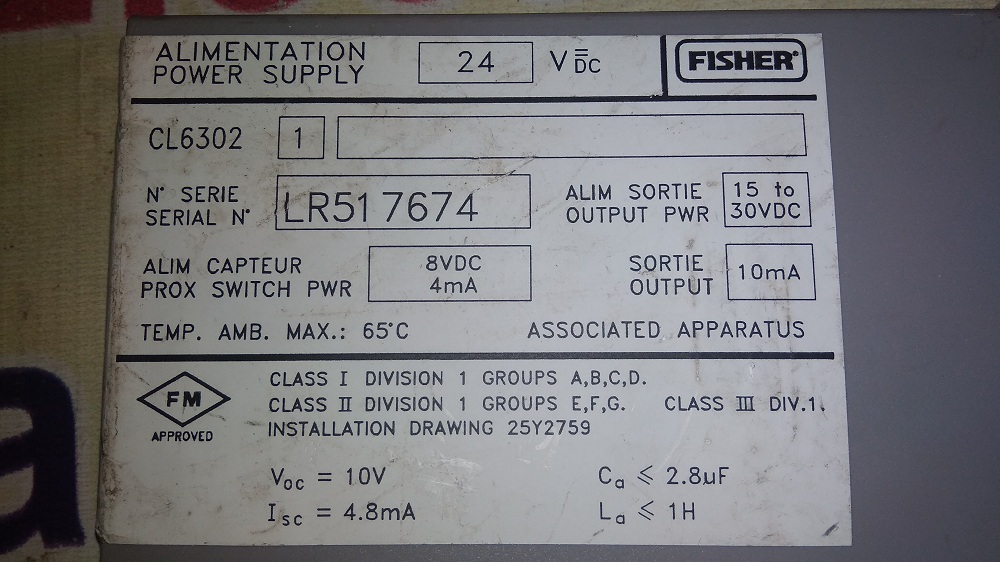 ALIMENTATION
POWER SUPPLY
24
V DC
FISHER
CL6302 1
N° SERIE
SERIAL N°
LR517674
ALIM SORTIE
OUTPUT PWR
15 to
30VDC
ALIM CAPTEUR
PROX SWITCH PWR
8VDC
4mA
SORTIE
OUTPUT
10mA
TEMP. AMB. MAX.: 65°C
ASSOCIATED APPARATUS
FM
APPROVED
CLASS I DIVISION 1 GROUPS A,B,C,D.
CLASS II DIVISION 1 GROUPS E,F,G. CLASS III DIV.1.
INSTALLATION DRAWING 25Y2759
Voc = 10V
Ca ≤ 2.8uF
Isc = 4.8mA
La ≤ 1H
a